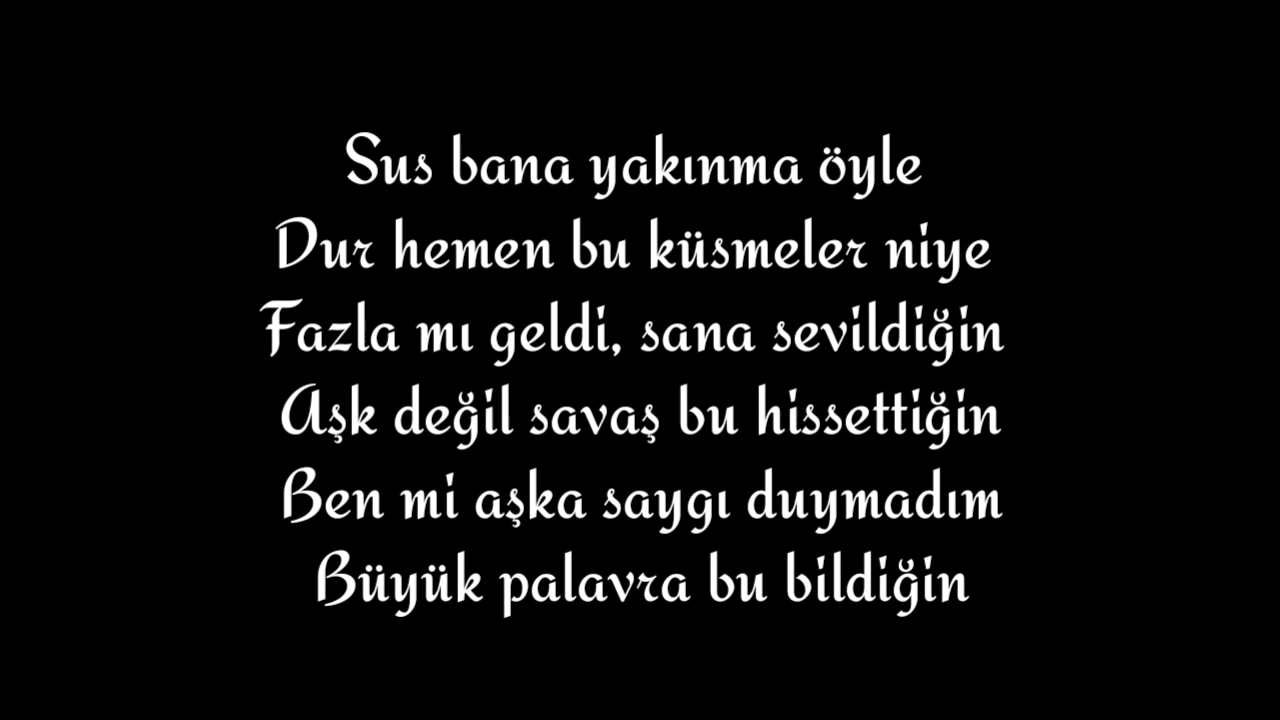 Sus bana yakınma öyle
Dur hemen bu küsmeler niye
Fazla mı geldi, sana sevildiğin
Aşk değil savaş bu hissettiğin
Ben mi aşka saygı duymadım
Büyük palavra bu bildiğin